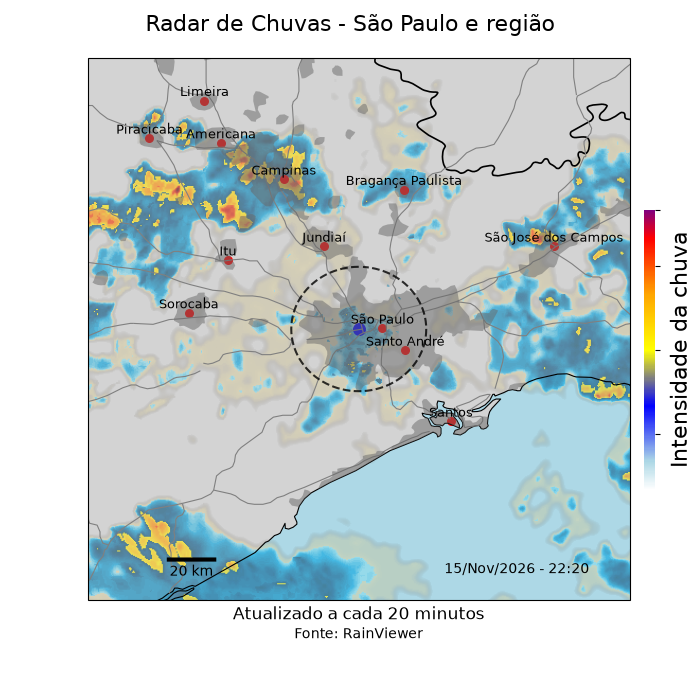 Radar de Chuvas - São Paulo e região
Limeira
Piracicaba
Americana
Campinas
Bragança Paulista
Jundiaí
São José dos Campos
Itu
Sorocaba
São Paulo
Santo André
Santos
Intensidade da chuva
20 km
15/Nov/2026 - 22:20
Atualizado a cada 20 minutos
Fonte: RainViewer